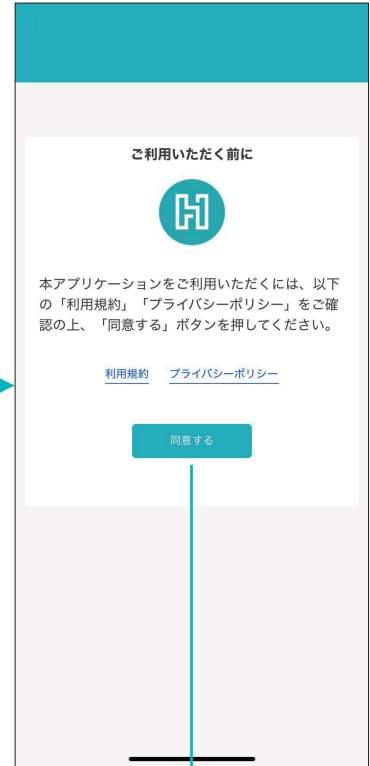 ご利用いただく前に
本アプリケーションをご利用いただくには、以下
の「利用規約」「プライバシーポリシー」をご確
認の上、「同意する」ボタンを押してください。
利用規約 プライバシーポリシー
同意する